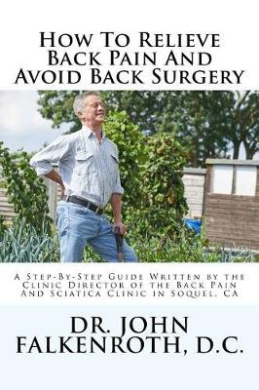 How To Relieve
Back Pain And
Avoid Back Surgery
A Step-By-Step Guide Written by the
Clinic Director of the Back Pain
And Sciatica Clinic in Soquel, CA
DR. JOHN
FALKENROTH, D.C.